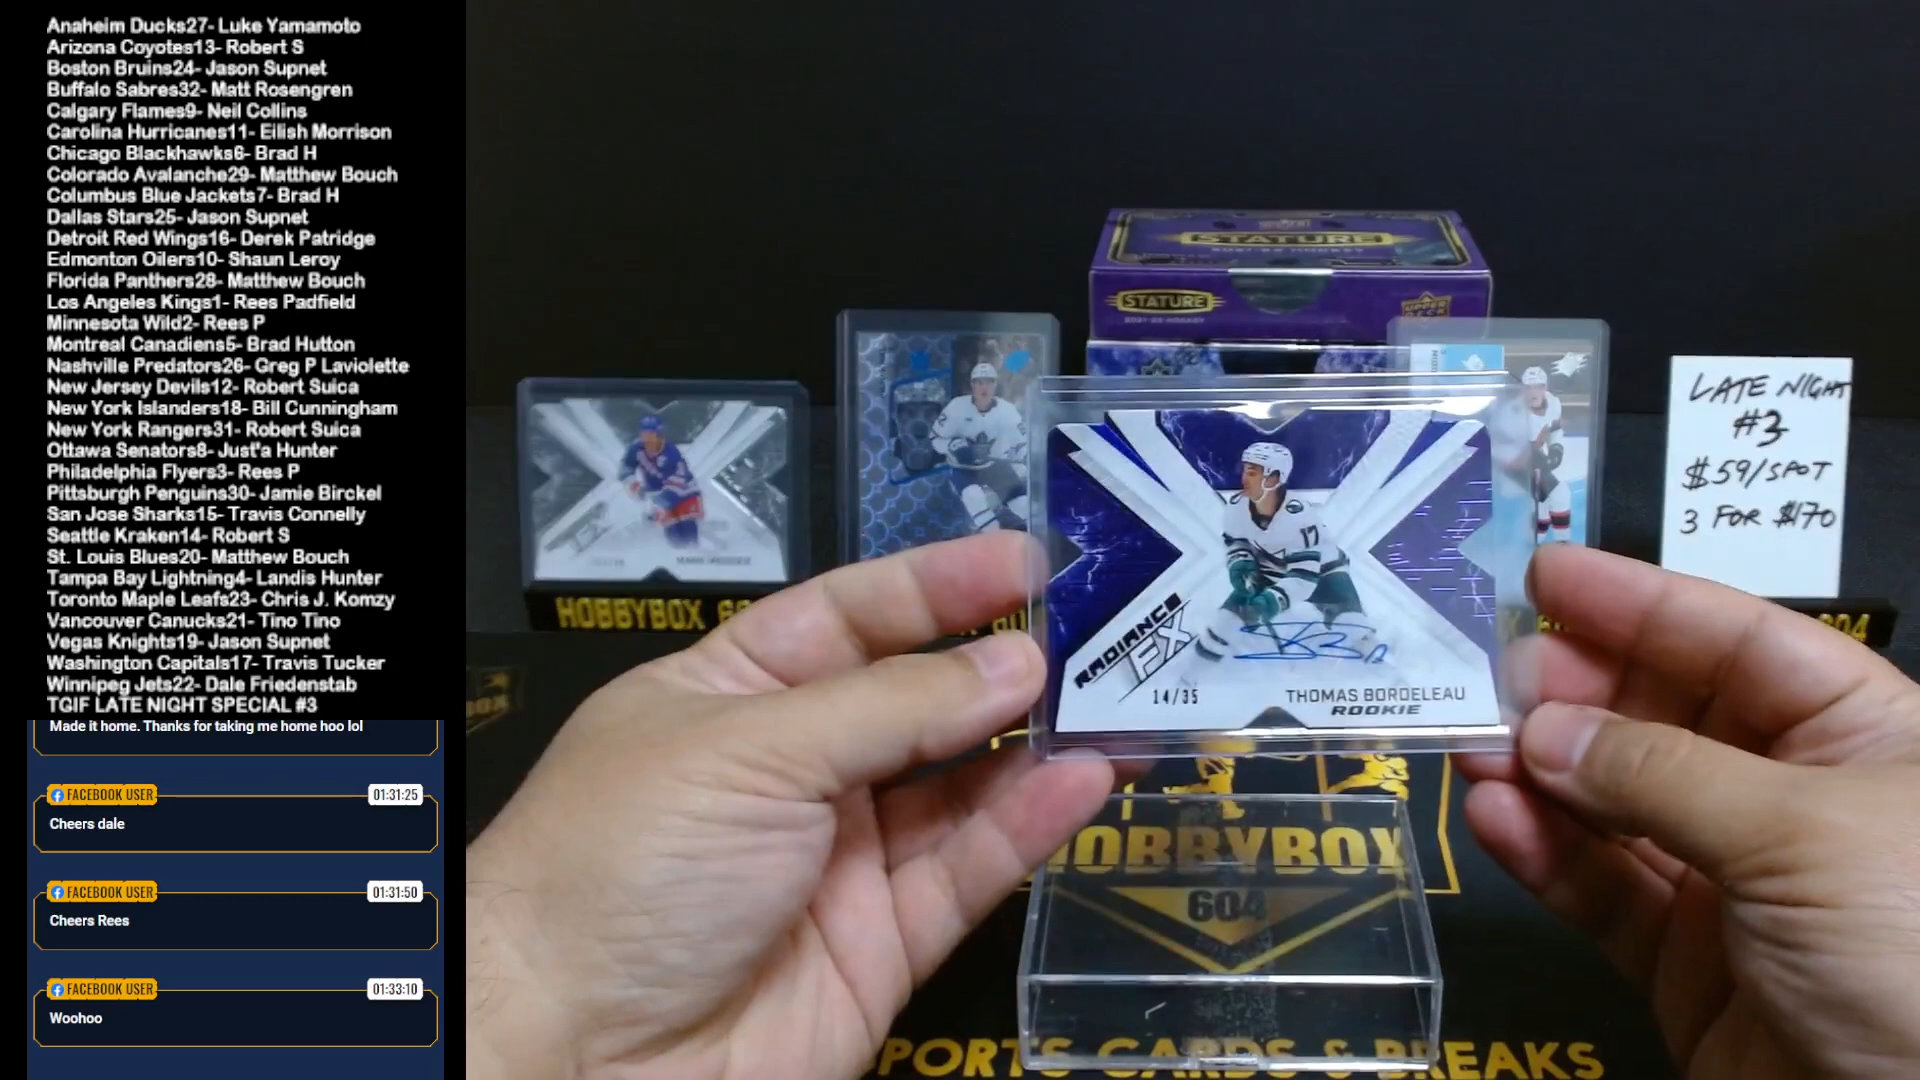 Anaheim Ducks27- Luke Yamamoto
Arizona Coyotes13- Robert S
Boston Bruins24- Jason Supnet
Buffalo Sabres32- Matt Rosengren
Calgary Flames9- Neil Collins
Carolina Hurricanes11- Eilish Morrison
Chicago Blackhawks6- Brad H
Colorado Avalanche29- Matthew Bouch
Columbus Blue Jackets7- Brad H
Dallas Stars25- Jason Supnet
Detroit Red Wings16- Derek Patridge
Edmonton Oilers10- Shaun Leroy
Florida Panthers28- Matthew Bouch
Los Angeles Kings1- Rees Padfield
Minnesota Wild2- Rees P
Montreal Canadiens5- Brad Hutton
Nashville Predators26- Greg P Laviolette
New Jersey Devils12- Robert Suica
New York Islanders18- Bill Cunningham
New York Rangers31- Robert Suica
Ottawa Senators8- Just'a Hunter
Philadelphia Flyers3- Rees P
Pittsburgh Penguins30- Jamie Birckel
San Jose Sharks15- Travis Connelly
Seattle Kraken14- Robert S
St. Louis Blues20- Matthew Bouch
Tampa Bay Lightning4- Landis Hunter
Toronto Maple Leafs23- Chris J. Komzy
Vancouver Canucks21- Tino Tino
Vegas Knights19- Jason Supnet
Washington Capitals17- Travis Tucker
Winnipeg Jets22- Dale Friedenstab
TGIF LATE NIGHT SPECIAL #3
Made it home. Thanks for taking me home hoo lol
FACEBOOK USER 01:31:25
Cheers dale
FACEBOOK USER 01:31:50
Cheers Rees
FACEBOOK USER 01:33:10
Woohoo
STATURE
STATURE
UPPER DECK
LATE NIGHT
#3
$59/SPOT
3 FOR $170
HOBBYBOX
604
17
RADIANCE
FX
14/35
THOMAS BORDELEAU
ROOKIE
HOBBYBOX
604
SPORTS CARDS & BREAKS